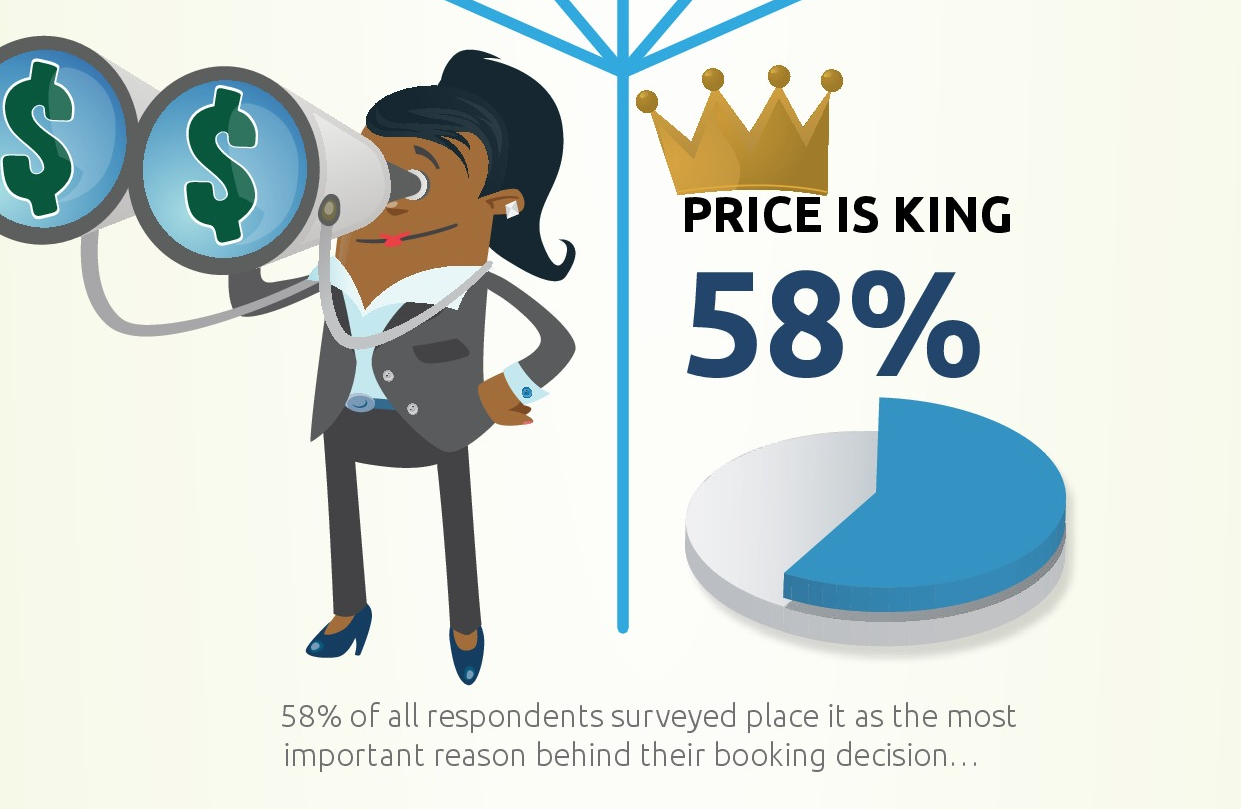 $ $
PRICE IS KING
58%
58% of all respondents surveyed place it as the most
important reason behind their booking decision...